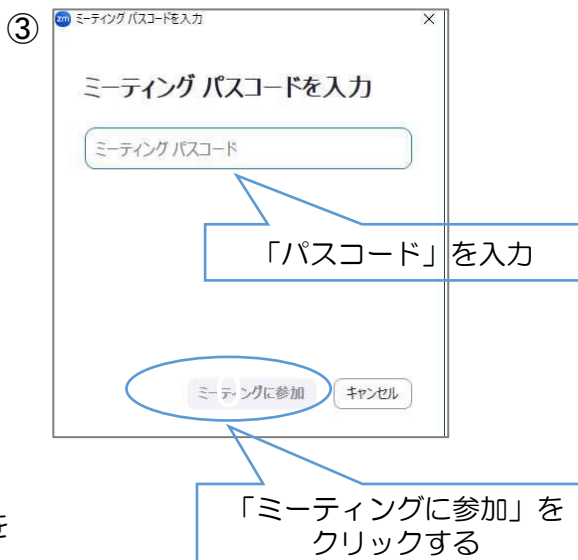 ③
zm ミーティング パスコードを入力
ミーティング パスコードを入力
ミーティング パスコード
「パスコード」を入力
ミーティングに参加 キャンセル
を
「ミーティングに参加」を
クリックする